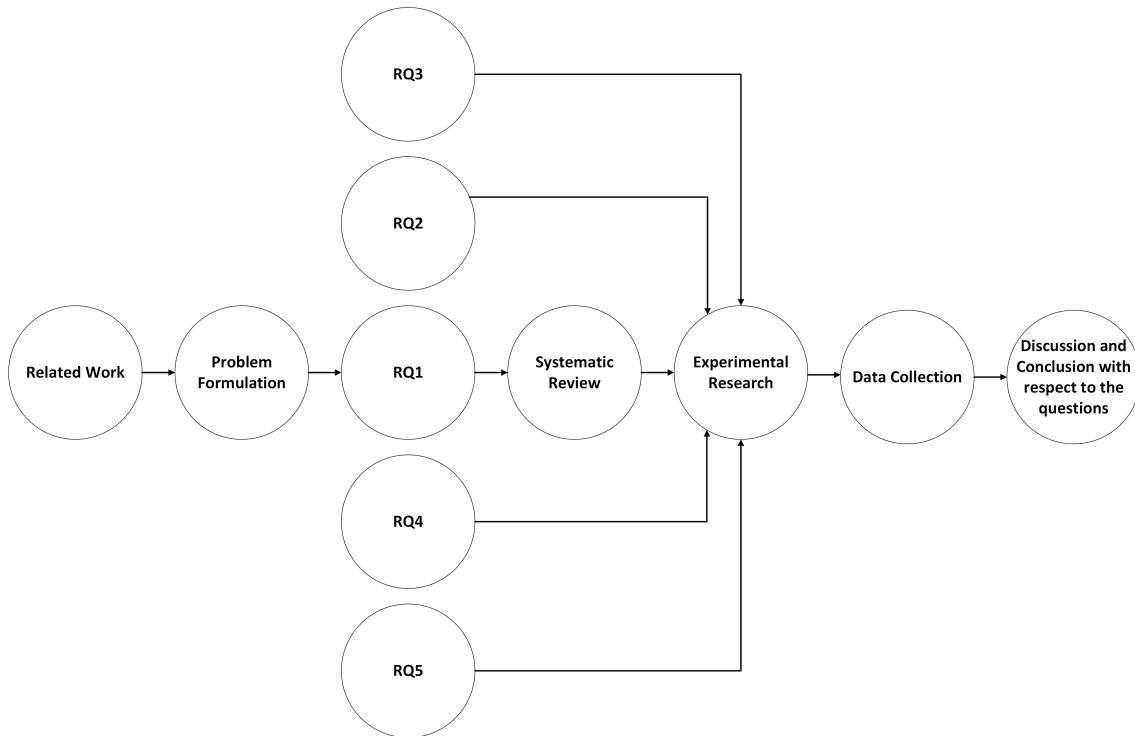 RQ3
RQ2
Related Work
Problem
Formulation
RQ1
Systematic
Review
Experimental
Research
Data Collection
Discussion and
Conclusion with
respect to the
questions
RQ4
RQ5